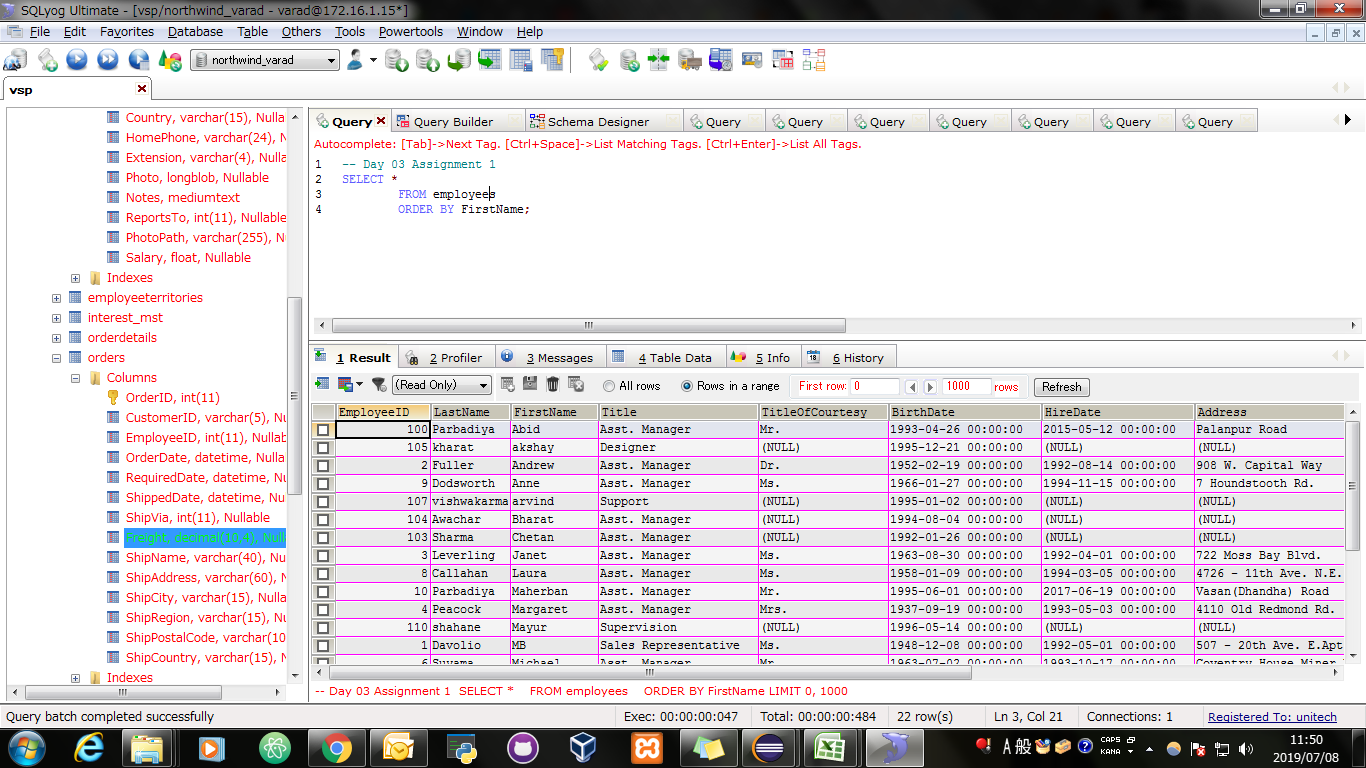 SQLyog Ultimate - [vsp/northwind_varad - varad@172.16.1.15*]
File Edit Favorites Database Table Others Tools Powertools Window Help
northwind_varad
vsp
Country, varchar(15), Nulla
HomePhone, varchar(24), N
Extension, varchar(4), Nulla
Photo, longblob, Nullable
Notes, mediumtext
ReportsTo, int(11), Nullable
PhotoPath, varchar(255), N
Salary, float, Nullable
Indexes
employeeterritories
interest_mst
orderdetails
orders
Columns
OrderID, int(11)
CustomerID, varchar(5), Nu
EmployeeID, int(11), Nullab
OrderDate, datetime, Nulla
RequiredDate, datetime, Nu
ShippedDate, datetime, Nu
ShipVia, int(11), Nullable
Freight, decimal(10,4), Null
ShipName, varchar(40), Nu
ShipAddress, varchar(60), N
ShipCity, varchar(15), Nulla
ShipRegion, varchar(15), N
ShipPostalCode, varchar(10
ShipCountry, varchar(15), N
Indexes
Query Query Builder Schema Designer Query Query Query Query Query Query Query
Autocomplete: [Tab]->Next Tag. [Ctrl+Space]->List Matching Tags. [Ctrl+Enter]->List All Tags.
1 -- Day 03 Assignment 1
2 SELECT *
3 FROM employees
4 ORDER BY FirstName;
1 Result 2 Profiler 3 Messages 4 Table Data 5 Info 6 History
(Read Only) All rows Rows in a range First row: 0 1000 rows Refresh
EmployeeID LastName FirstName Title TitleOfCourtesy BirthDate HireDate Address
100 Parbadiya Abid Asst. Manager Mr. 1993-04-26 00:00:00 2015-05-12 00:00:00 Palanpur Road
105 kharat akshay Designer (NULL) 1995-12-21 00:00:00 (NULL) (NULL)
2 Fuller Andrew Asst. Manager Dr. 1952-02-19 00:00:00 1992-08-14 00:00:00 908 W. Capital Way
9 Dodsworth Anne Asst. Manager Ms. 1966-01-27 00:00:00 1994-11-15 00:00:00 7 Houndstooth Rd.
107 vishwakarma arvind Support (NULL) 1995-01-02 00:00:00 (NULL) (NULL)
104 Awachar Bharat Asst. Manager (NULL) 1994-08-04 00:00:00 (NULL) (NULL)
103 Sharma Chetan Asst. Manager (NULL) 1992-01-26 00:00:00 (NULL) (NULL)
3 Leverling Janet Asst. Manager Ms. 1963-08-30 00:00:00 1992-04-01 00:00:00 722 Moss Bay Blvd.
8 Callahan Laura Asst. Manager Ms. 1958-01-09 00:00:00 1994-03-05 00:00:00 4726 - 11th Ave. N.E.
10 Parbadiya Maherban Asst. Manager Mr. 1995-06-01 00:00:00 2017-06-19 00:00:00 Vasan(Dhandha) Road
4 Peacock Margaret Asst. Manager Mrs. 1937-09-19 00:00:00 1993-05-03 00:00:00 4110 Old Redmond Rd.
110 shahane Mayur Supervision (NULL) 1996-05-14 00:00:00 (NULL) (NULL)
1 Davolio MB Sales Representative Ms. 1948-12-08 00:00:00 1992-05-01 00:00:00 507 - 20th Ave. E.Apt
6 Suyama Michael Asst. Manager Mr. 1963-07-02 00:00:00 1993-10-17 00:00:00 Coventry House Miner
-- Day 03 Assignment 1 SELECT * FROM employees ORDER BY FirstName LIMIT 0, 1000
Query batch completed successfully Exec: 00:00:00:047 Total: 00:00:00:484 22 row(s) Ln 3, Col 21 Connections: 1 Registered To: unitech
A 般 CAPS KANA
11:50
2019/07/08